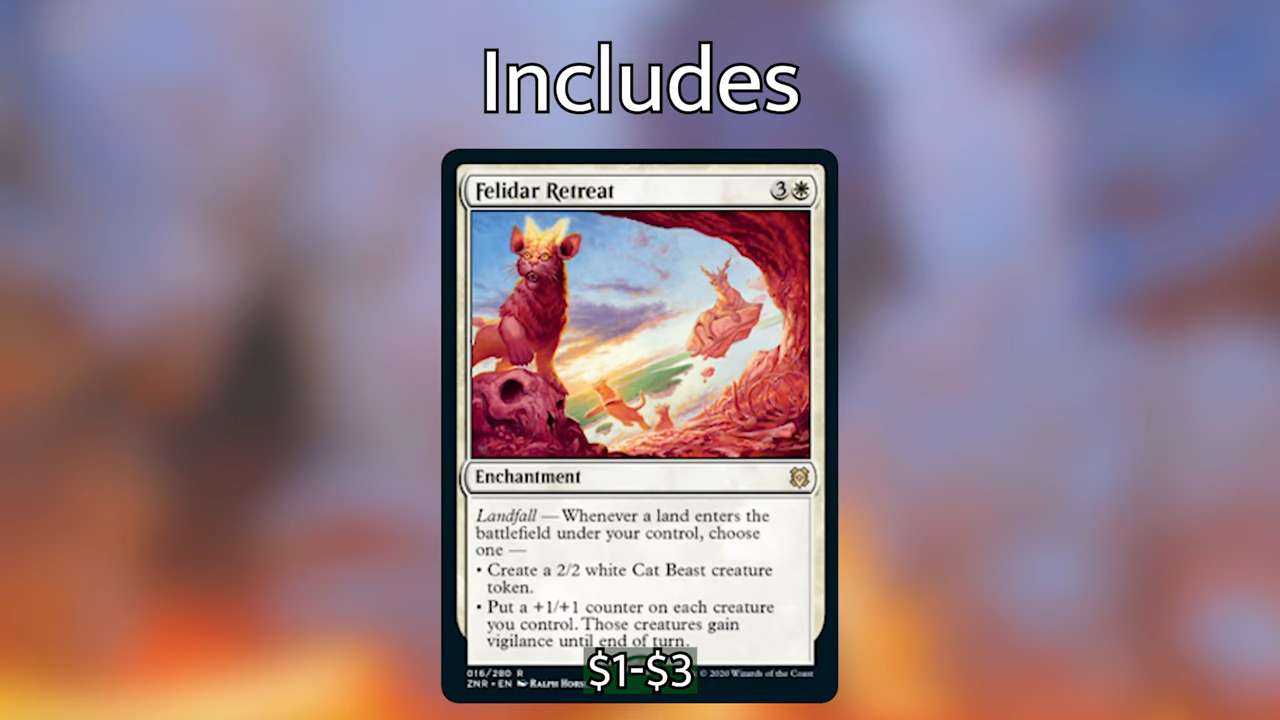 Includes
Felidar Retreat 3
Enchantment
Landfall — Whenever a land enters the
battlefield under your control, choose
one —
• Create a 2/2 white Cat Beast creature
token.
• Put a +1/+1 counter on each creature
you control. Those creatures gain
vigilance until end of turn.
016/280 R
$1-$3
© 2020 Wizards of the Coast
ZNR • EN RALPH